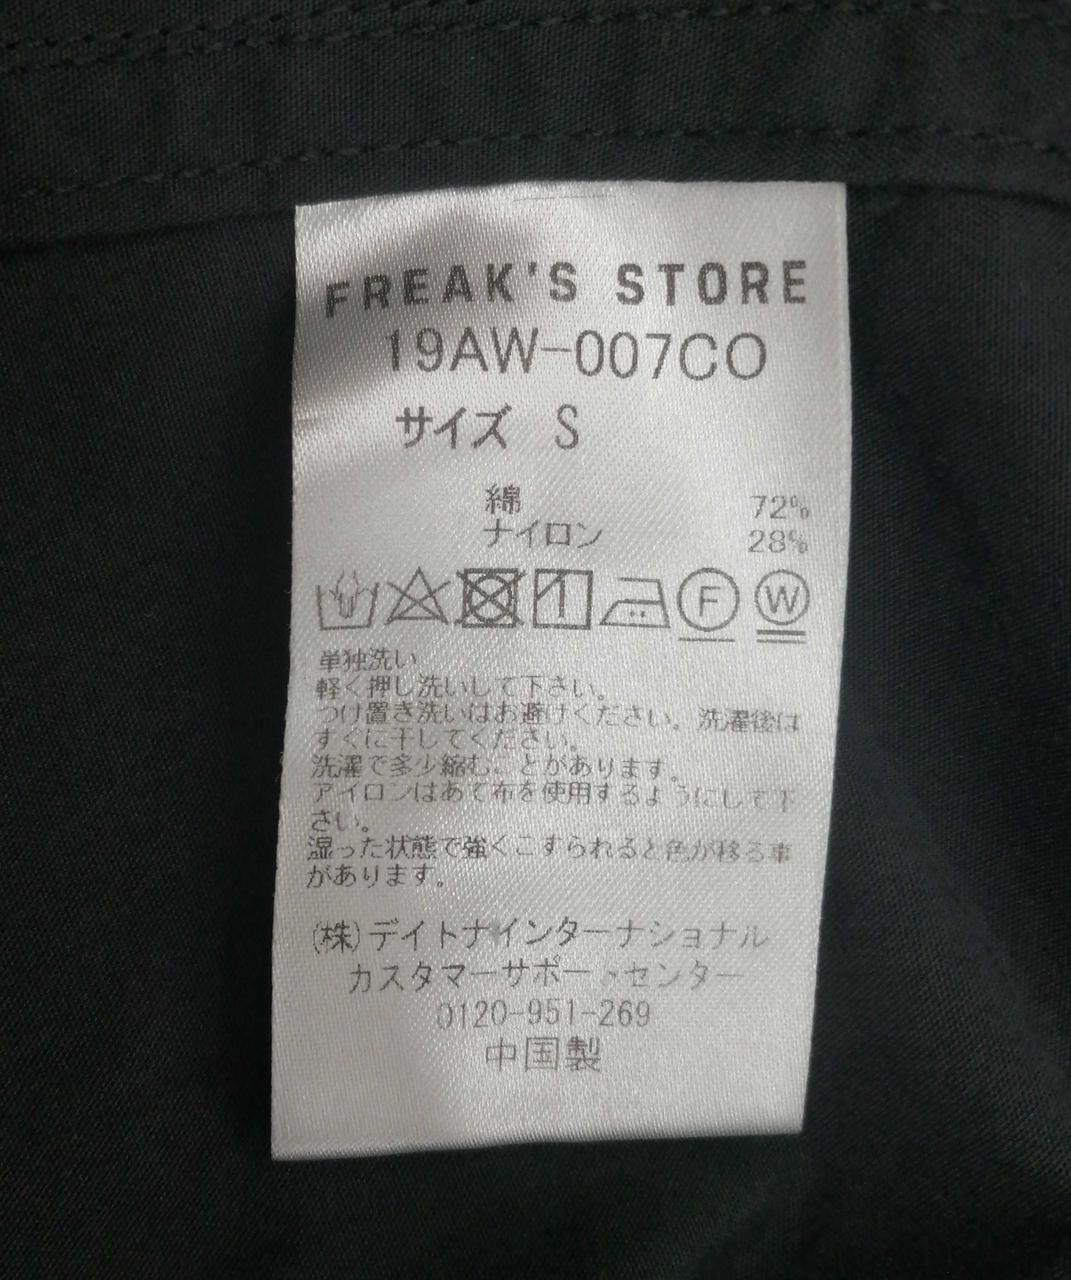 FREAK'S STORE
19AW-007CO
サイズ S
綿 72%
ナイロン 28%
F W
単独洗い
軽く押し洗いして下さい。
つけ置き洗いはお避けください。洗濯後は
すぐに干してください。
洗濯で多少縮むことがあります。
アイロンはあて布を使用するようにして下
さい。
湿った状態で強くこすられると色が移る事
があります。
(株)デイトナインターナショナル
カスタマーサポートセンター
0120-951-269
中国製